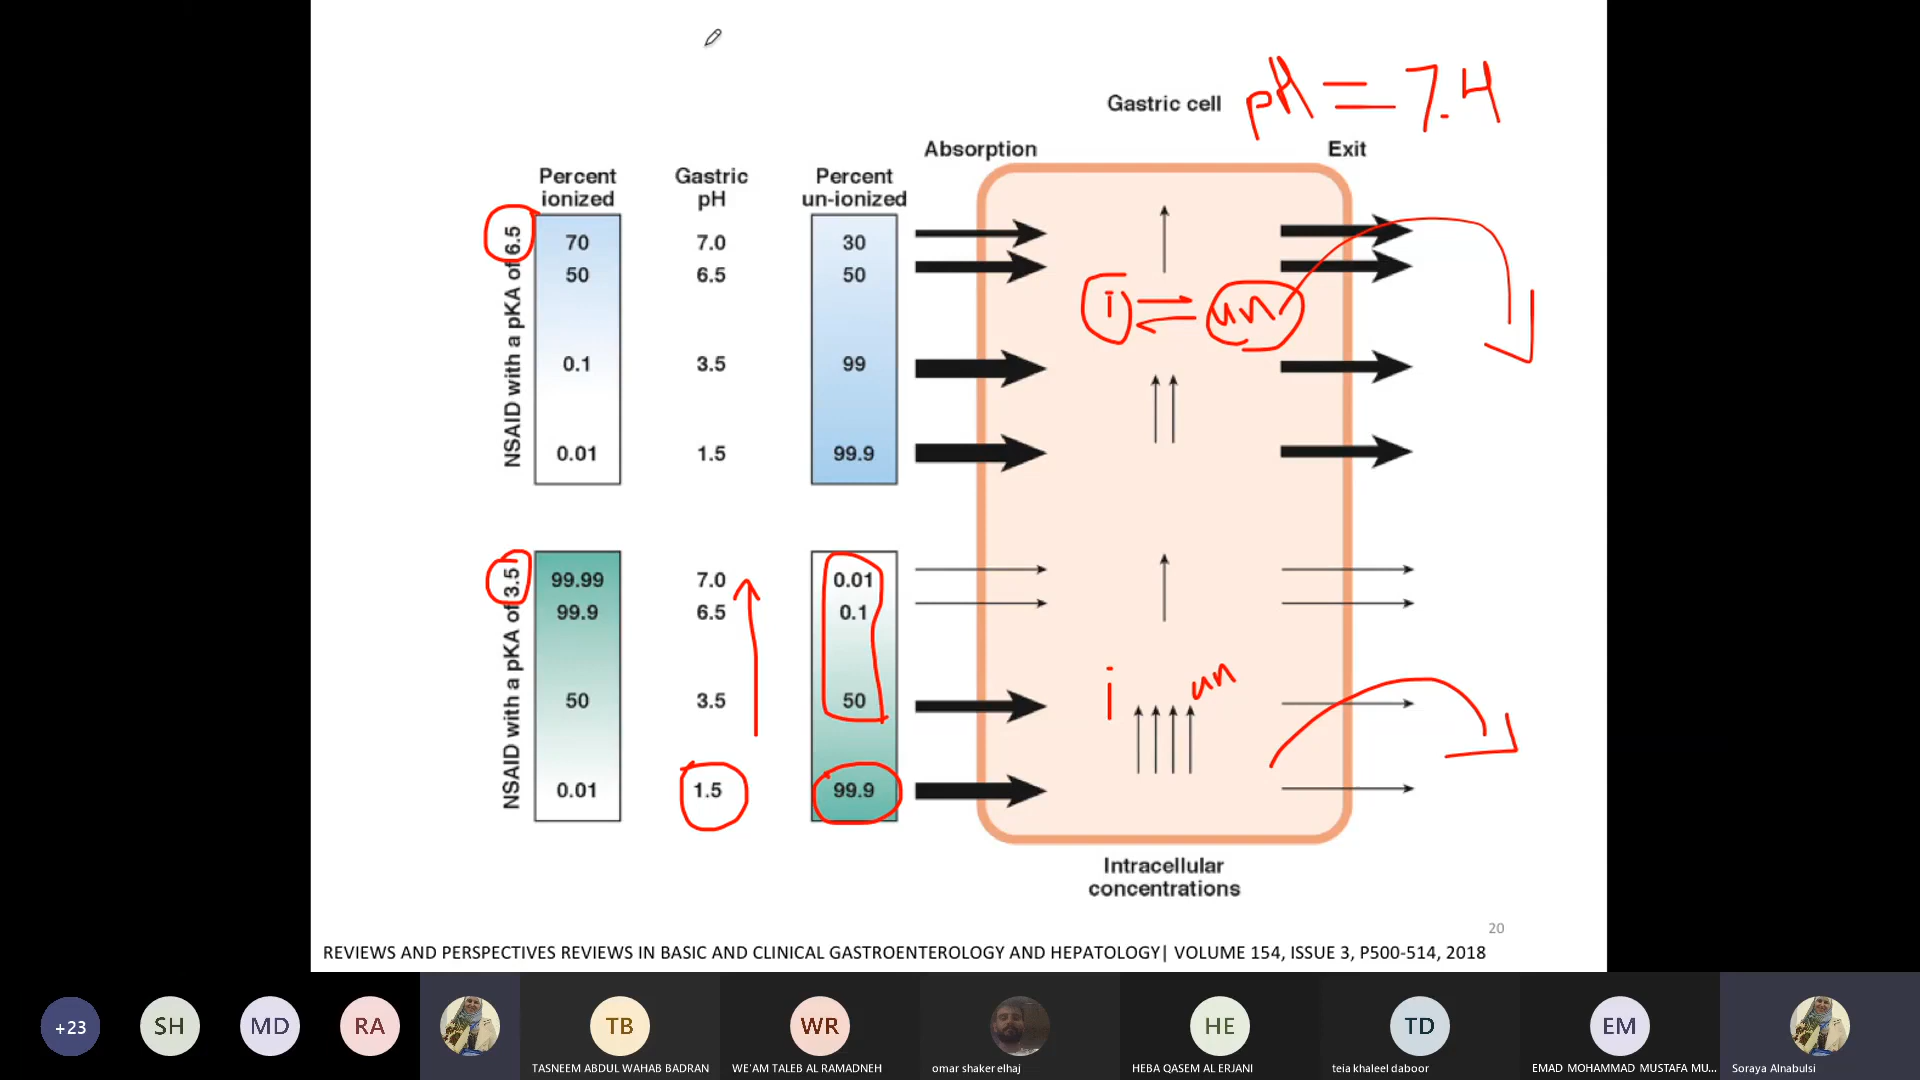 pH = 7.4
Gastric cell
Absorption
Exit
Percent ionized
Gastric pH
Percent un-ionized
NSAID with a pKA of 6.5
70 7.0 30
50 6.5 50
i ⇌ un
0.1 3.5 99
0.01 1.5 99.9
NSAID with a pKA of 3.5
99.99 7.0 0.01
99.9 6.5 0.1
i un
50 3.5 50
0.01 1.5 99.9
Intracellular
concentrations
20
REVIEWS AND PERSPECTIVES REVIEWS IN BASIC AND CLINICAL GASTROENTEROLOGY AND HEPATOLOGY| VOLUME 154, ISSUE 3, P500-514, 2018
+23 SH MD RA TB WR HE TD EM
TASNEEM ABDUL WAHAB BADRAN
WE'AM TALEB AL RAMADNEH
omar shaker elhaj
HEBA QASEM AL ERJANI
teia khaleel daboor
EMAD MOHAMMAD MUSTAFA MU...
Soraya Alnabulsi